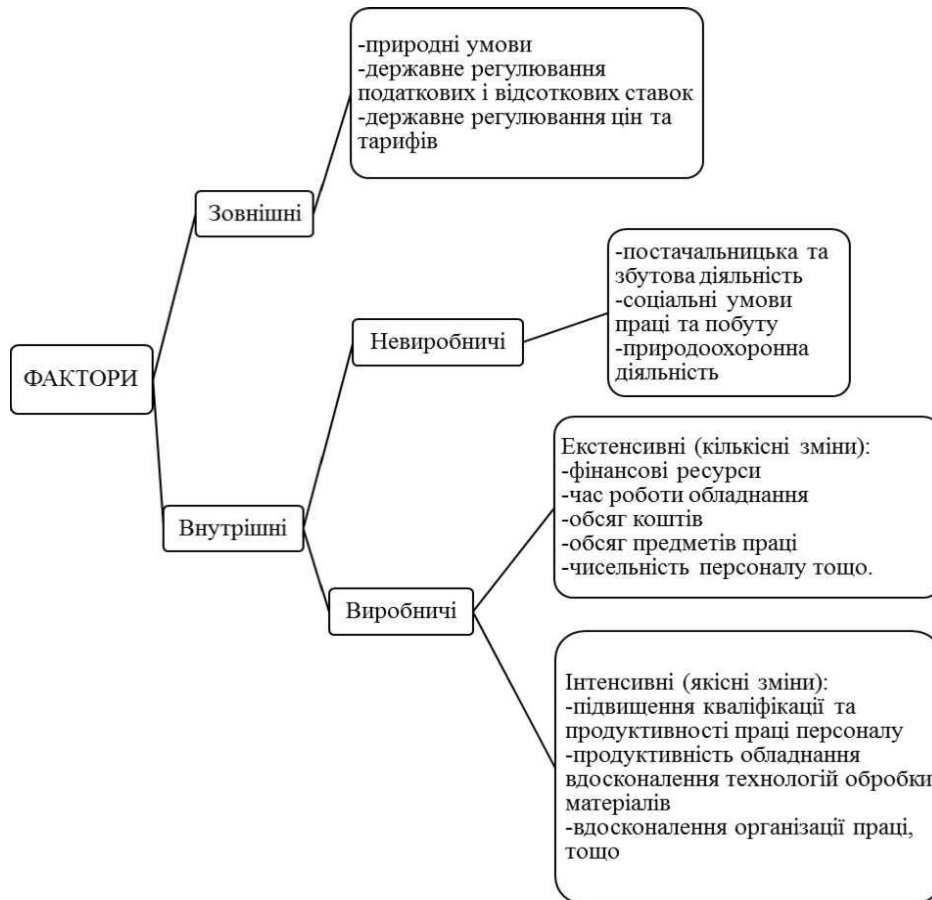 -природні умови
-державне регулювання
податкових і відсоткових ставок
-державне регулювання цін та
тарифів
Зовнішні
-постачальницька та
збутова діяльність
-соціальні умови
праці та побуту
-природоохоронна
діяльність
Невиробничі
ФАКТОРИ
Екстенсивні (кількісні зміни):
-фінансові ресурси
-час роботи обладнання
-обсяг коштів
-обсяг предметів праці
-чисельність персоналу тощо.
Внутрішні
Виробничі
Інтенсивні (якісні зміни):
-підвищення кваліфікації та
продуктивності праці персоналу
-продуктивність обладнання
вдосконалення технологій обробки
матеріалів
-вдосконалення організації праці,
тощо